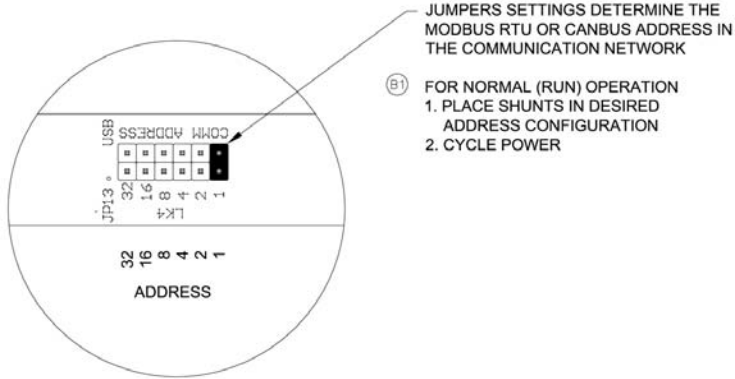 JUMPERS SETTINGS DETERMINE THE
MODBUS RTU OR CANBUS ADDRESS IN
THE COMMUNICATION NETWORK
B1 FOR NORMAL (RUN) OPERATION
1. PLACE SHUNTS IN DESIRED
ADDRESS CONFIGURATION
2. CYCLE POWER
USB
COMM ADDRESS
JP13
32 16 8 4 2 1
LK4
32 16 8 4 2 1
ADDRESS